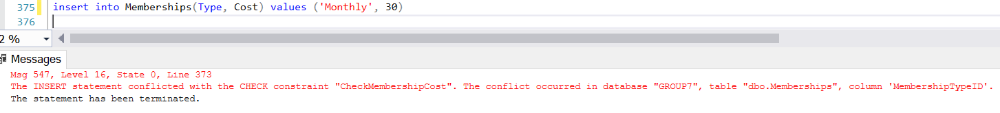 375 insert into Memberships(Type, Cost) values ('Monthly', 30)
376
2 %
Messages
Msg 547, Level 16, State 0, Line 373
The INSERT statement conflicted with the CHECK constraint "CheckMembershipCost". The conflict occurred in database "GROUP7", table "dbo.Memberships", column 'MembershipTypeID'.
The statement has been terminated.